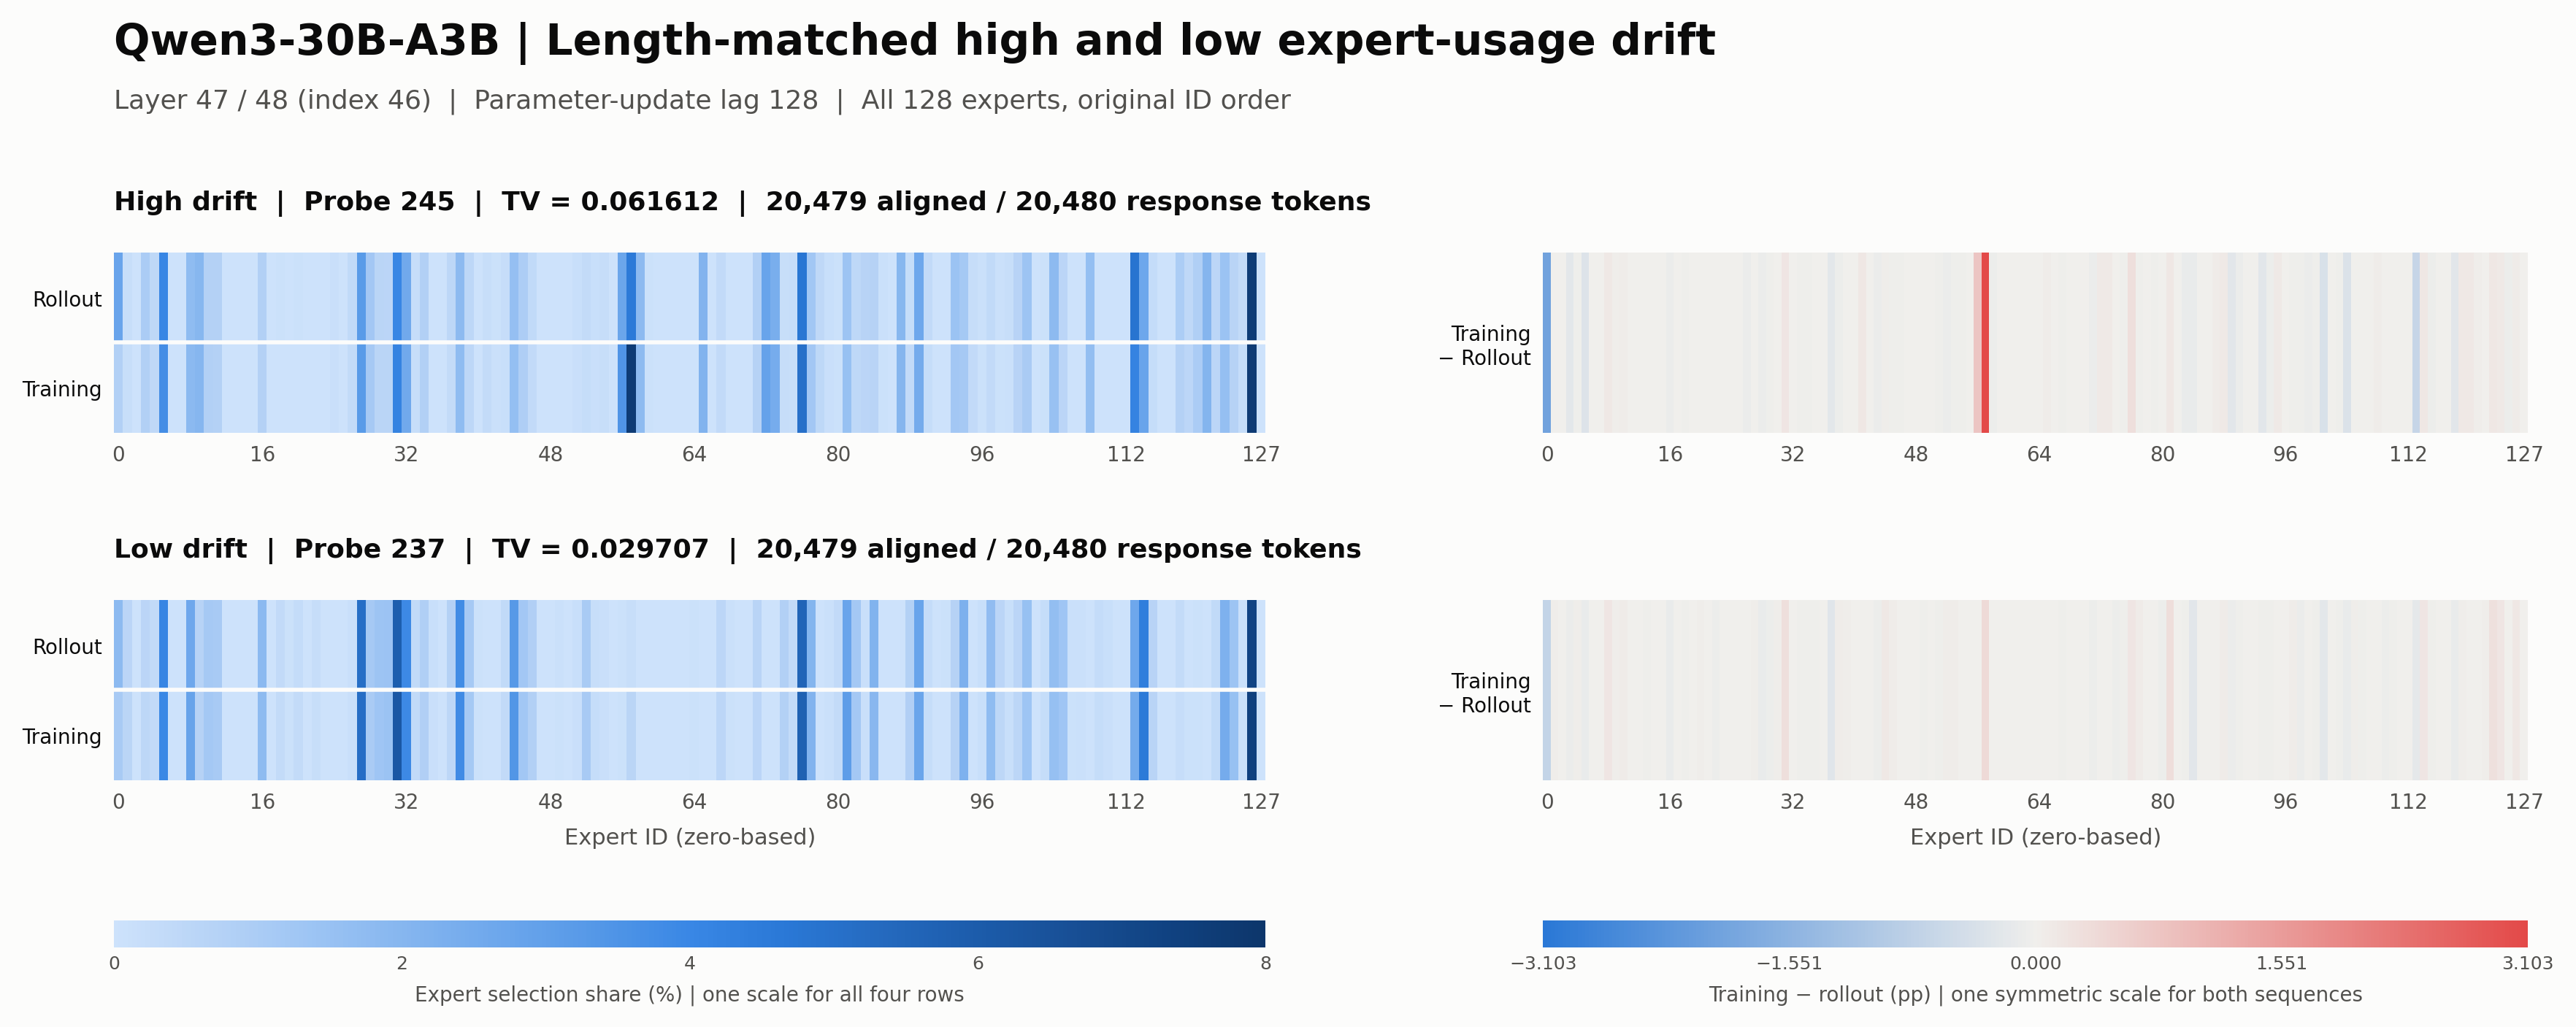 Qwen3-30B-A3B | Length-matched high and low expert-usage drift
Layer 47 / 48 (index 46) | Parameter-update lag 128 | All 128 experts, original ID order
High drift | Probe 245 | TV = 0.061612 | 20,479 aligned / 20,480 response tokens
Rollout
Training
0 16 32 48 64 80 96 112 127
Training
− Rollout
0 16 32 48 64 80 96 112 127
Low drift | Probe 237 | TV = 0.029707 | 20,479 aligned / 20,480 response tokens
Rollout
Training
0 16 32 48 64 80 96 112 127
Expert ID (zero-based)
Training
− Rollout
0 16 32 48 64 80 96 112 127
Expert ID (zero-based)
0 2 4 6 8
Expert selection share (%) | one scale for all four rows
−3.103 −1.551 0.000 1.551 3.103
Training − rollout (pp) | one symmetric scale for both sequences